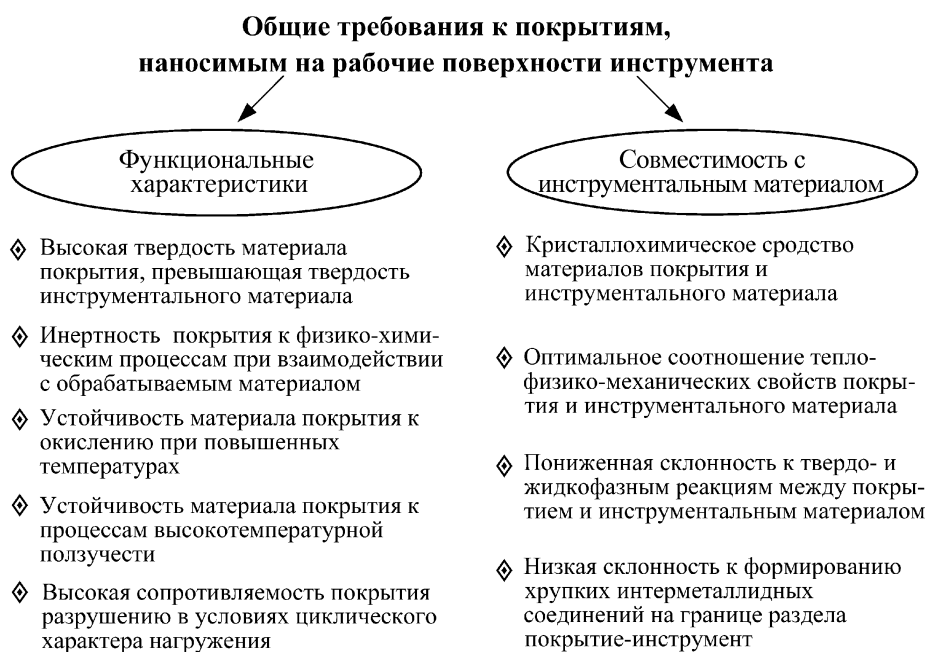 Общие требования к покрытиям,
наносимым на рабочие поверхности инструмента
Функциональные
характеристики
Высокая твердость материала
покрытия, превышающая твердость
инструментального материала
Инертность покрытия к физико-хими-
ческим процессам при взаимодействии
с обрабатываемым материалом
Устойчивость материала покрытия к
окислению при повышенных
температурах
Устойчивость материала покрытия к
процессам высокотемпературной
ползучести
Высокая сопротивляемость покрытия
разрушению в условиях циклического
характера нагружения
Совместимость с
инструментальным материалом
Кристаллохимическое сродство
материалов покрытия и
инструментального материала
Оптимальное соотношение тепло-
физико-механических свойств покры-
тия и инструментального материала
Пониженная склонность к твердо- и
жидкофазным реакциям между покры-
тием и инструментальным материалом
Низкая склонность к формированию
хрупких интерметаллидных
соединений на границе раздела
покрытие-инструмент